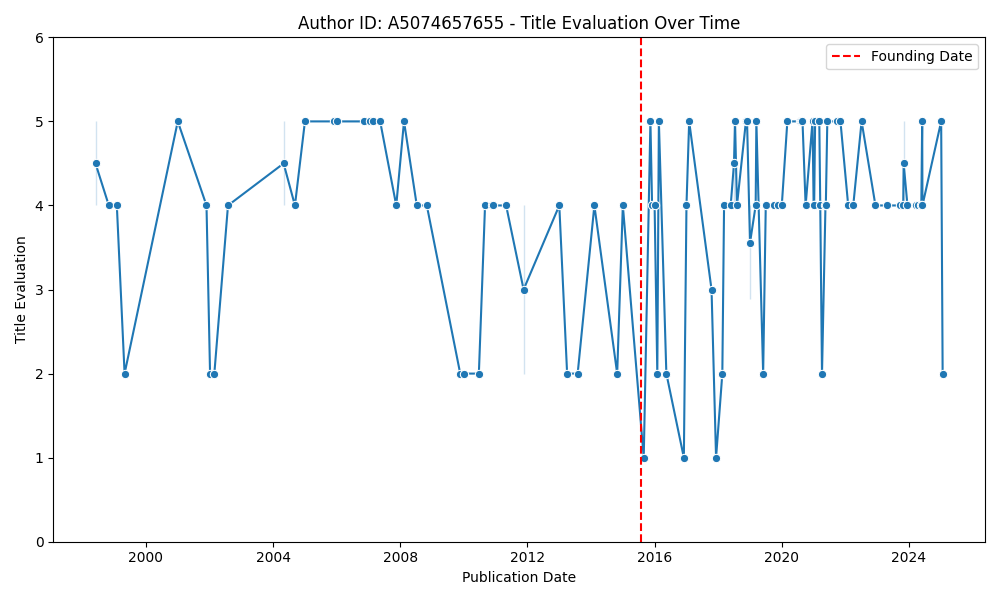 Author ID: A5074657655 - Title Evaluation Over Time
Founding Date
Title Evaluation
6
5
4
3
2
1
0
2000 2004 2008 2012 2016 2020 2024
Publication Date